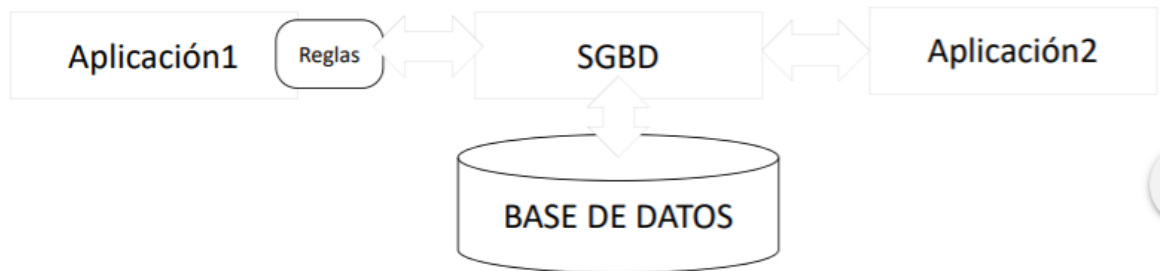 Aplicación1
Reglas
SGBD
Aplicación2
BASE DE DATOS